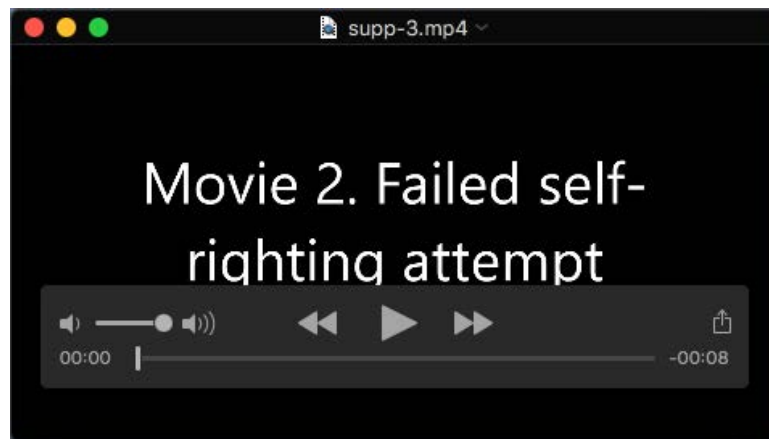 supp-3.mp4
Movie 2. Failed self-
righting attempt
00:00
-00:08